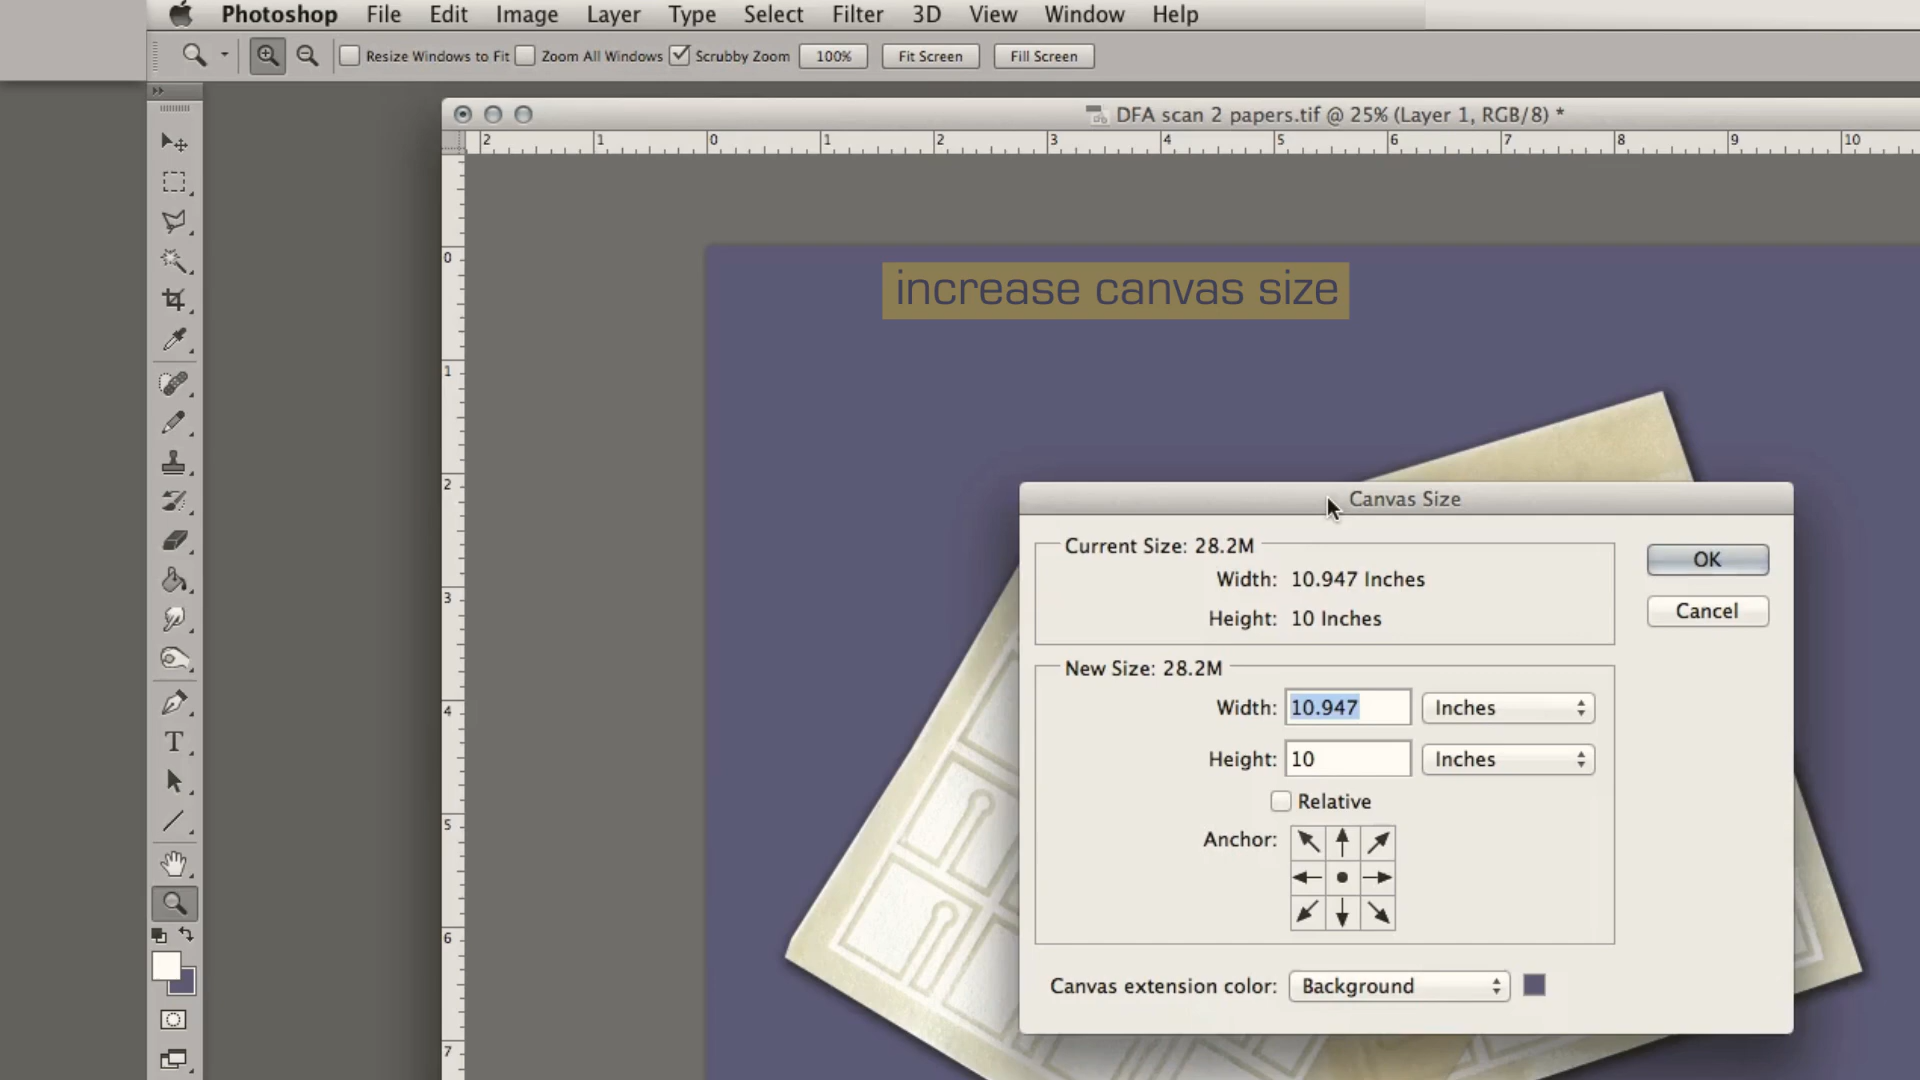 Photoshop File Edit Image Layer Type Select Filter 3D View Window Help
Resize Windows to Fit Zoom All Windows Scrubby Zoom 100% Fit Screen Fill Screen
DFA scan 2 papers.tif @ 25% (Layer 1, RGB/8) *
2 1 0 1 2 3 4 5 6 7 8 9 10
0
increase canvas size
1
2
Canvas Size
Current Size: 28.2M
OK
Width: 10.947 Inches
3
Cancel
Height: 10 Inches
New Size: 28.2M
Width: 10.947 Inches
4
Height: 10 Inches
Relative
5
Anchor:
6
Canvas extension color: Background
7